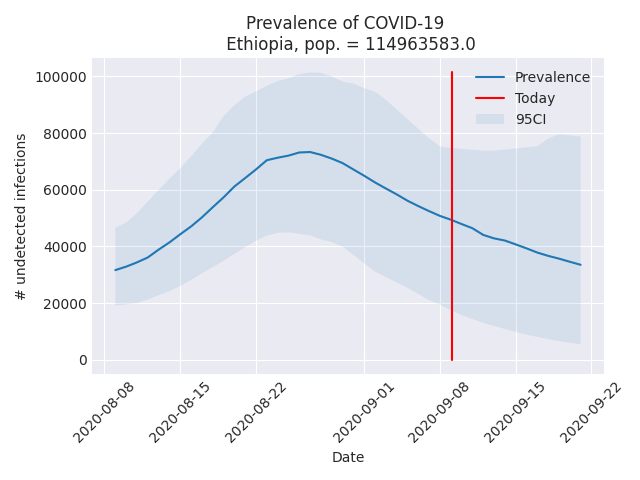 Prevalence of COVID-19
Ethiopia, pop. = 114963583.0
100000
80000
60000
40000
20000
0
# undetected infections
Prevalence
Today
95CI
2020-08-08
2020-08-15
2020-08-22
2020-09-01
2020-09-08
2020-09-15
2020-09-22
Date